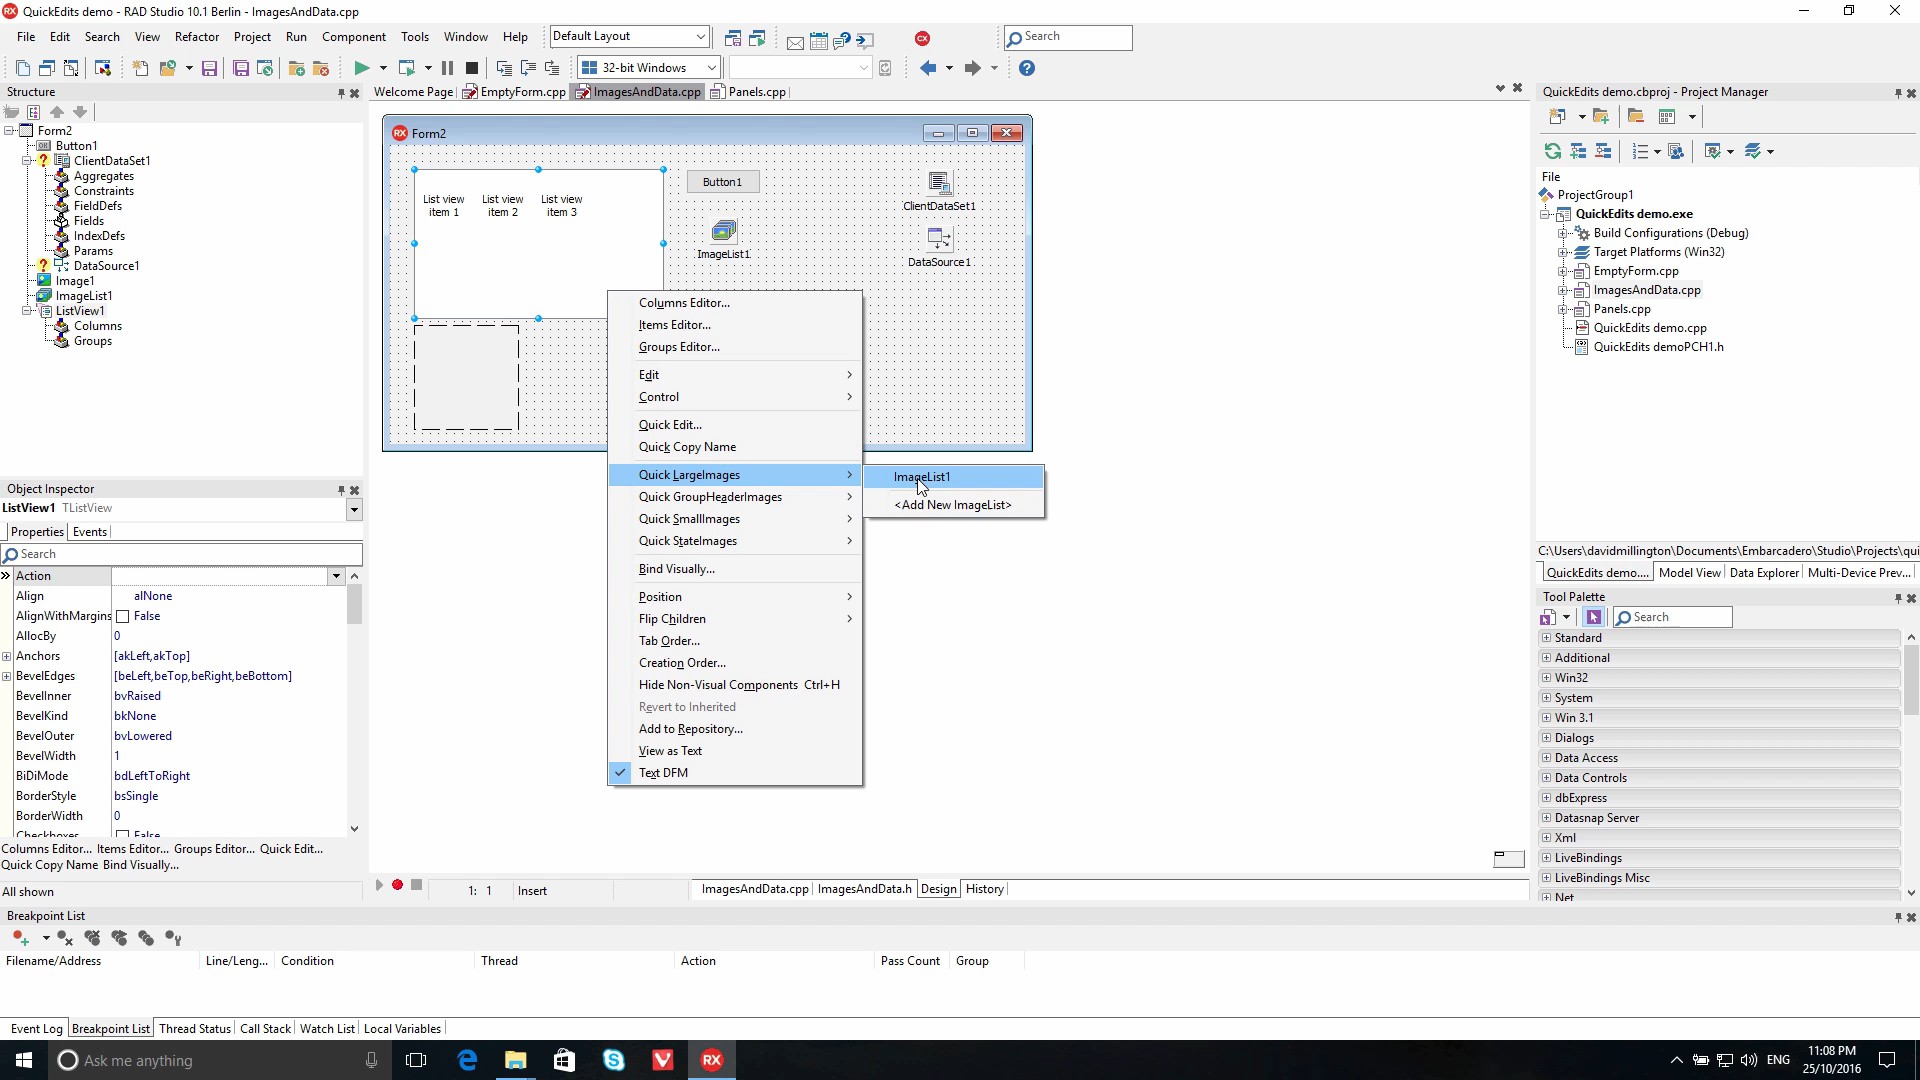 QuickEdits demo - RAD Studio 10.1 Berlin - ImagesAndData.cpp
File Edit Search View Refactor Project Run Component Tools Window Help
Default Layout
Search
32-bit Windows
Structure
Form2
Button1
ClientDataSet1
Aggregates
Constraints
FieldDefs
Fields
IndexDefs
Params
DataSource1
Image1
ImageList1
ListView1
Columns
Groups
Object Inspector
ListView1 TListView
Properties Events
Search
Action
Align alNone
AlignWithMargins False
AllocBy 0
Anchors [akLeft,akTop]
BevelEdges [beLeft,beTop,beRight,beBottom]
BevelInner bvRaised
BevelKind bkNone
BevelOuter bvLowered
BevelWidth 1
BiDiMode bdLeftToRight
BorderStyle bsSingle
BorderWidth 0
Checkboxes False
Columns Editor... Items Editor... Groups Editor... Quick Edit...
Quick Copy Name Bind Visually...
All shown
Welcome Page EmptyForm.cpp ImagesAndData.cpp Panels.cpp
Form2
List view item 1
List view item 2
List view item 3
Button1
ImageList1
ClientDataSet1
DataSource1
Columns Editor...
Items Editor...
Groups Editor...
Edit
Control
Quick Edit...
Quick Copy Name
Quick LargeImages
Quick GroupHeaderImages
Quick SmallImages
Quick StateImages
Bind Visually...
Position
Flip Children
Tab Order...
Creation Order...
Hide Non-Visual Components Ctrl+H
Revert to Inherited
Add to Repository...
View as Text
Text DFM
ImageList1
<Add New ImageList>
1: 1 Insert
ImagesAndData.cpp ImagesAndData.h Design History
QuickEdits demo.cbproj - Project Manager
File
ProjectGroup1
QuickEdits demo.exe
Build Configurations (Debug)
Target Platforms (Win32)
EmptyForm.cpp
ImagesAndData.cpp
Panels.cpp
QuickEdits demo.cpp
QuickEdits demoPCH1.h
C:\Users\davidmillington\Documents\Embarcadero\Studio\Projects\qui
QuickEdits demo.... Model View Data Explorer Multi-Device Prev...
Tool Palette
Search
Standard
Additional
Win32
System
Win 3.1
Dialogs
Data Access
Data Controls
dbExpress
Datasnap Server
Xml
LiveBindings
LiveBindings Misc
Net
Breakpoint List
Filename/Address Line/Leng... Condition Thread Action Pass Count Group
Event Log Breakpoint List Thread Status Call Stack Watch List Local Variables
Ask me anything
RX
ENG
11:08 PM
25/10/2016